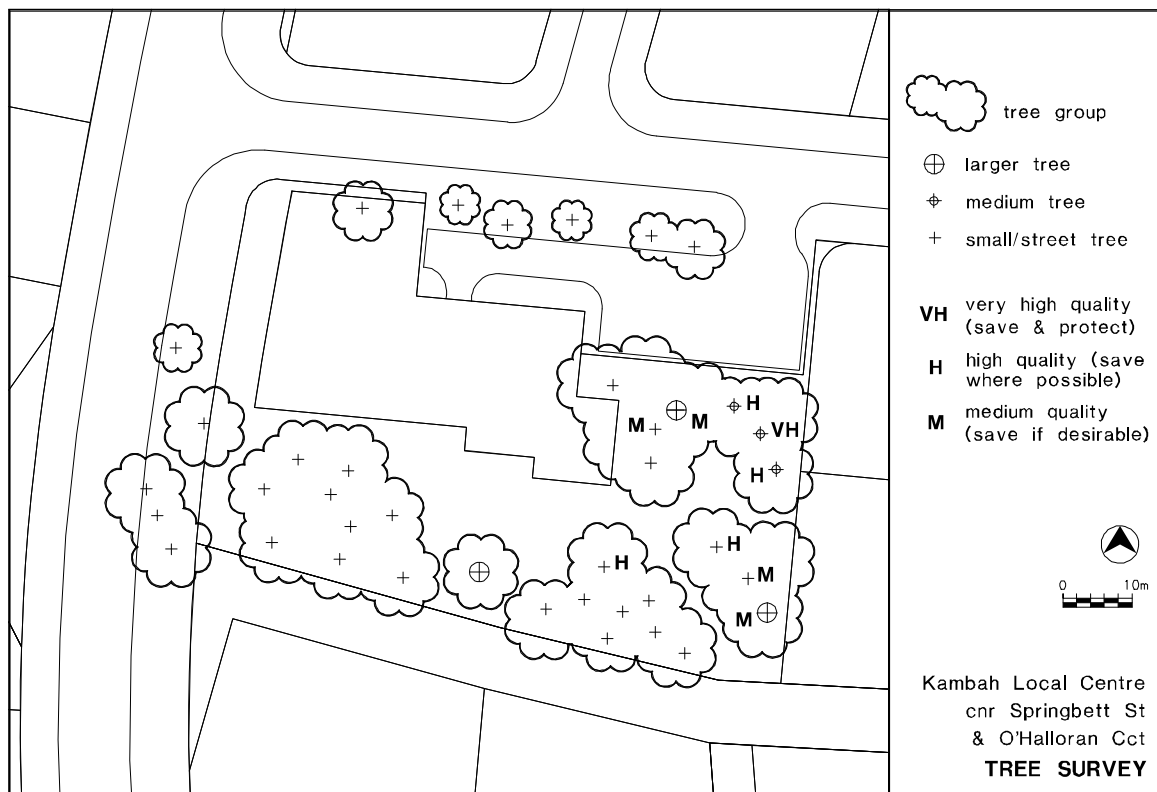 tree group
larger tree
medium tree
small/street tree
VH very high quality
(save & protect)
H high quality (save
where possible)
M medium quality
(save if desirable)
H
M M
VH
H
H
H
M
M
0 10m
Kambah Local Centre
cnr Springbett St
& O'Halloran Cct
TREE SURVEY